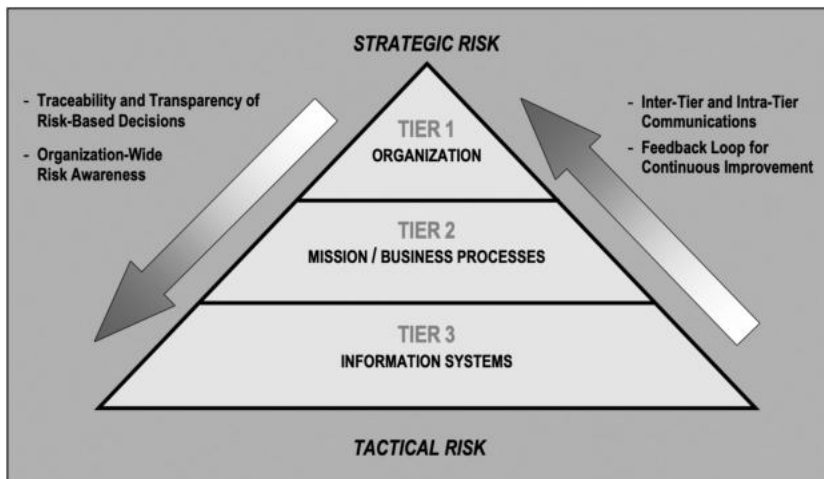 STRATEGIC RISK
- Traceability and Transparency of
Risk-Based Decisions
- Organization-Wide
Risk Awareness
- Inter-Tier and Intra-Tier
Communications
- Feedback Loop for
Continuous Improvement
TIER 1
ORGANIZATION
TIER 2
MISSION / BUSINESS PROCESSES
TIER 3
INFORMATION SYSTEMS
TACTICAL RISK